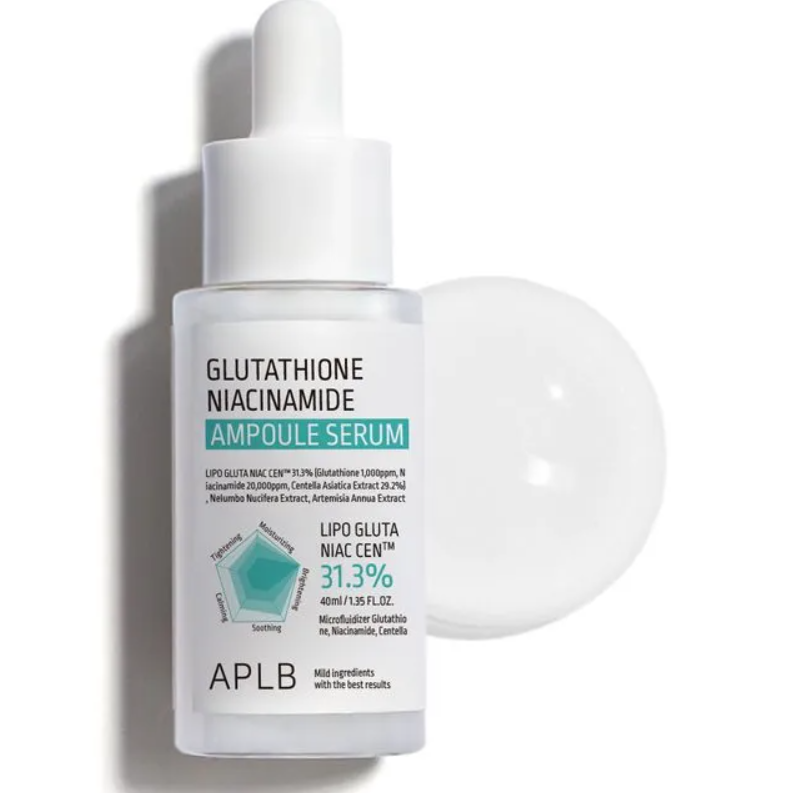 GLUTATHIONE
NIACINAMIDE
AMPOULE SERUM
LIPO GLUTA NIAC CEN™ 31.3% (Glutathione 1,000ppm, N
iacinamide 20,000ppm, Centella Asiatica Extract 29.2%)
, Nelumbo Nucifera Extract, Artemisia Annua Extract
Tightening
Moisturizing
Brightening
Calming
Soothing
LIPO GLUTA
NIAC CEN™
31.3%
40ml / 1.35 FL.OZ.
Microfluidizer Glutathio
ne, Niacinamide, Centella
APLB
Mild ingredients
with the best results